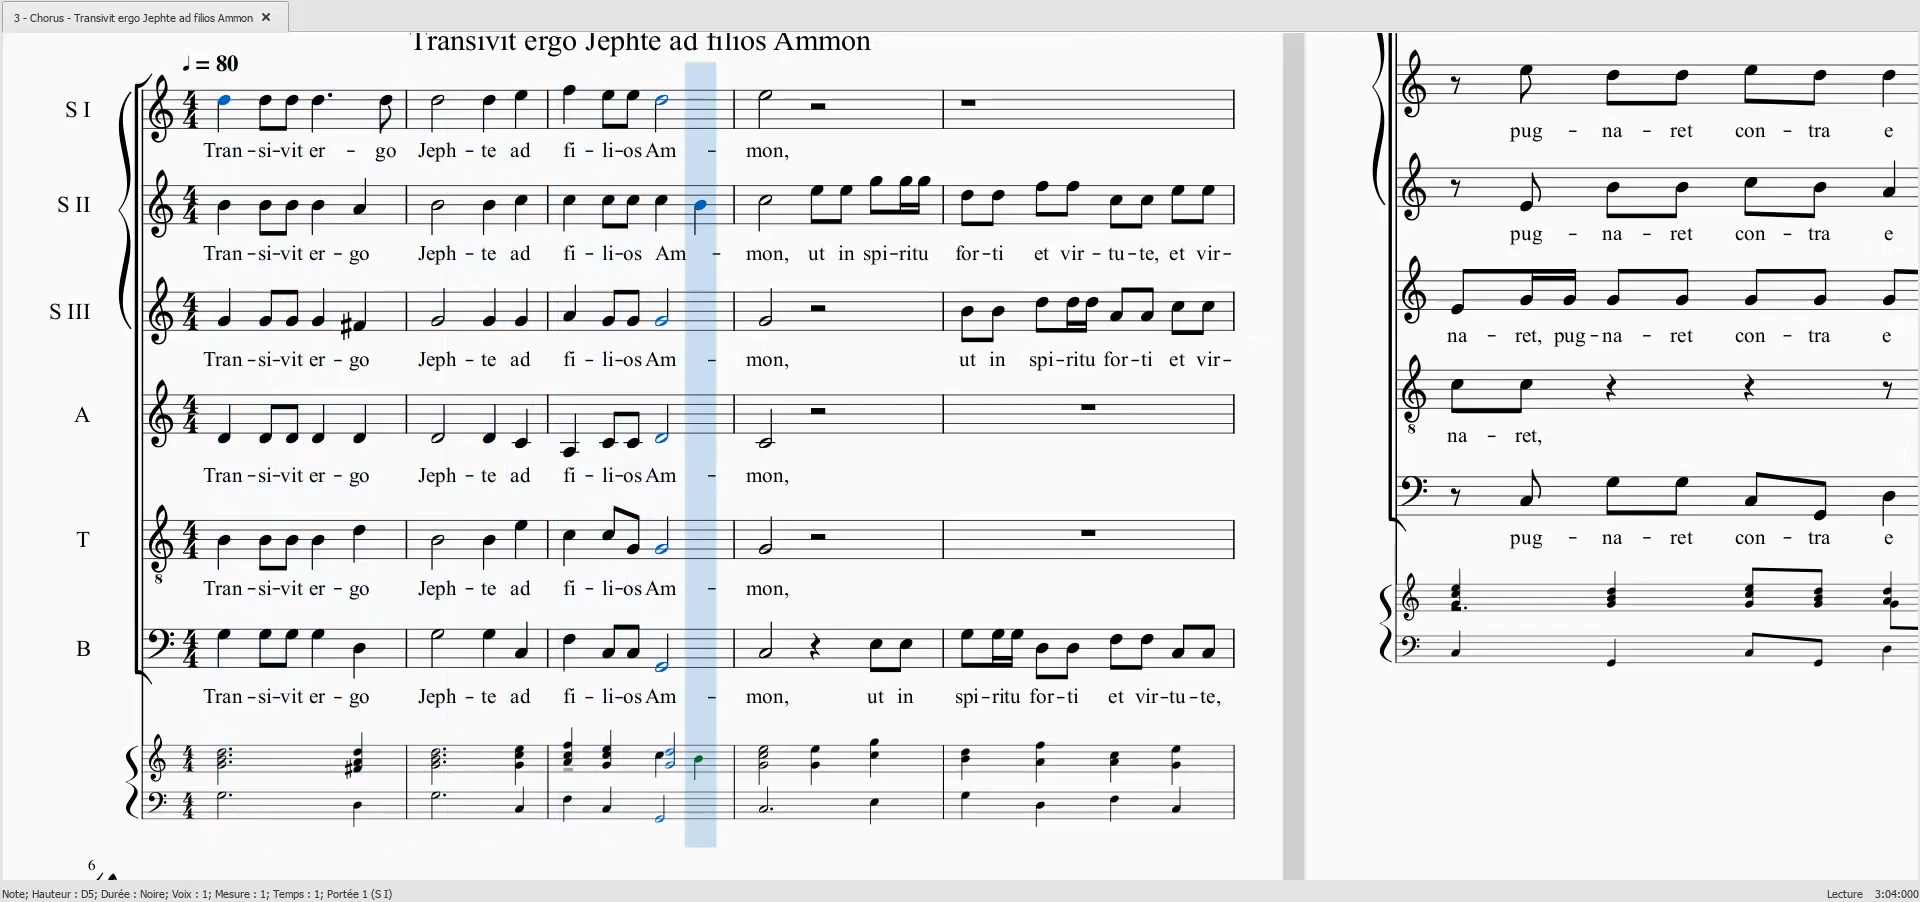 3 - Chorus - Transivit ergo Jephte ad filios Ammon ×
Transivit ergo Jephte ad filios Ammon
♩ = 80
S I
Tran - si - vit er - go Jeph - te ad fi - li - os Am - mon,
S II
Tran - si - vit er - go Jeph - te ad fi - li - os Am - mon, ut in spi - ritu for - ti et vir - tu - te, et vir -
S III
Tran - si - vit er - go Jeph - te ad fi - li - os Am - mon, ut in spi - ritu for - ti et vir -
A
Tran - si - vit er - go Jeph - te ad fi - li - os Am - mon,
T
Tran - si - vit er - go Jeph - te ad fi - li - os Am - mon,
B
Tran - si - vit er - go Jeph - te ad fi - li - os Am - mon, ut in spi - ritu for - ti et vir - tu - te,
6
pug - na - ret con - tra e
pug - na - ret con - tra e
na - ret, pug - na - ret con - tra e
na - ret,
pug - na - ret con - tra e
Note; Hauteur : D5; Durée : Noire; Voix : 1; Mesure : 1; Temps : 1; Portée 1 (S I)
Lecture 3:04:000